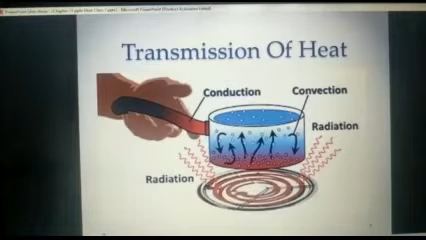 Transmission Of Heat
Conduction
Convection
Radiation
Radiation